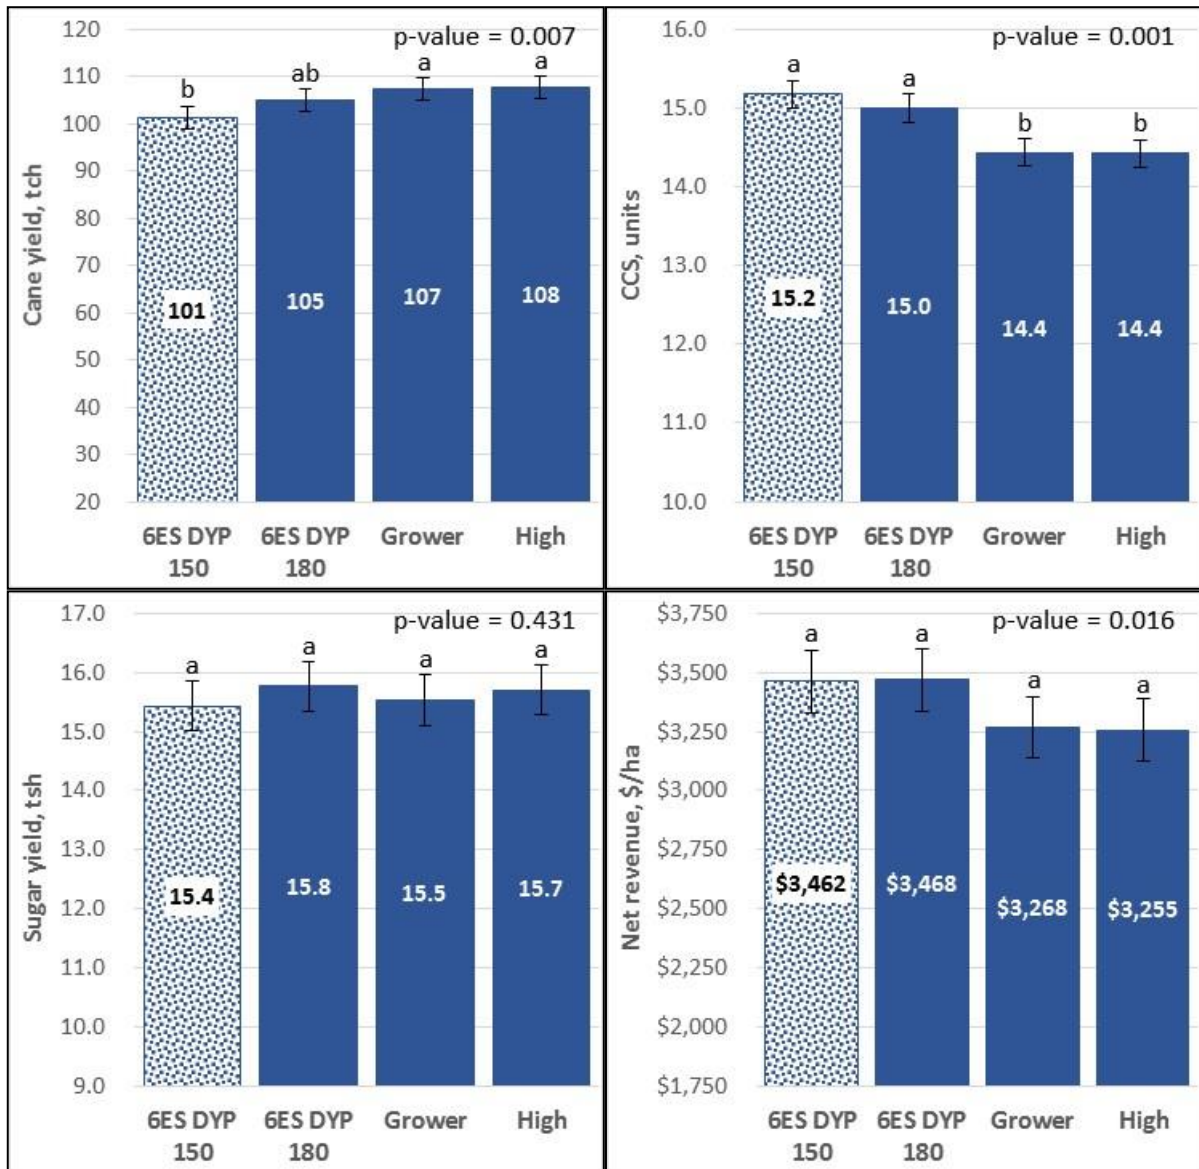 p-value = 0.007
Cane yield, tch
120
110
100
90
80
70
60
50
40
30
20
b
ab
a
a
101
105
107
108
6ES DYP 150
6ES DYP 180
Grower
High
p-value = 0.001
CCS, units
16.0
15.0
14.0
13.0
12.0
11.0
10.0
a
a
b
b
15.2
15.0
14.4
14.4
6ES DYP 150
6ES DYP 180
Grower
High
p-value = 0.431
Sugar yield, tsh
17.0
16.0
15.0
14.0
13.0
12.0
11.0
10.0
9.0
a
a
a
a
15.4
15.8
15.5
15.7
6ES DYP 150
6ES DYP 180
Grower
High
p-value = 0.016
Net revenue, $/ha
$3,750
$3,500
$3,250
$3,000
$2,750
$2,500
$2,250
$2,000
$1,750
a
a
a
a
$3,462
$3,468
$3,268
$3,255
6ES DYP 150
6ES DYP 180
Grower
High